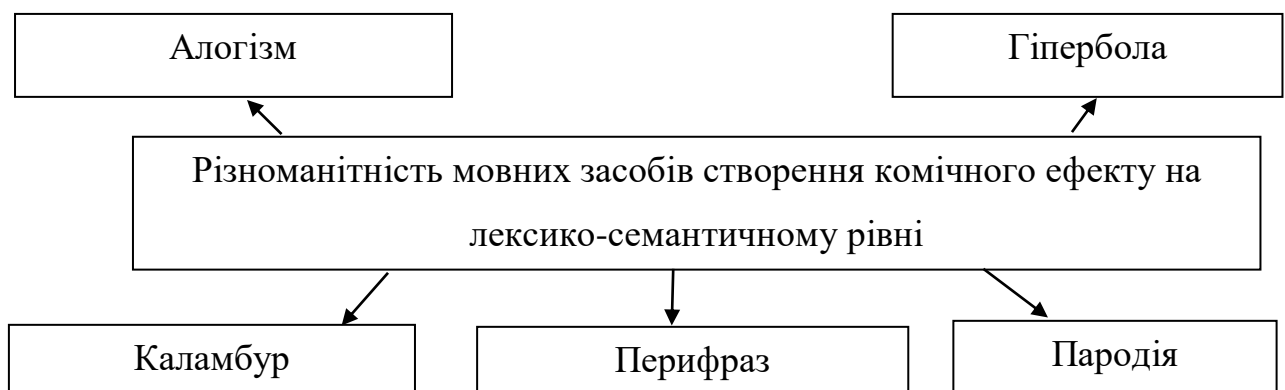 Алогізм
Гіпербола
Різноманітність мовних засобів створення комічного ефекту на
лексико-семантичному рівні
Каламбур
Перифраз
Пародія